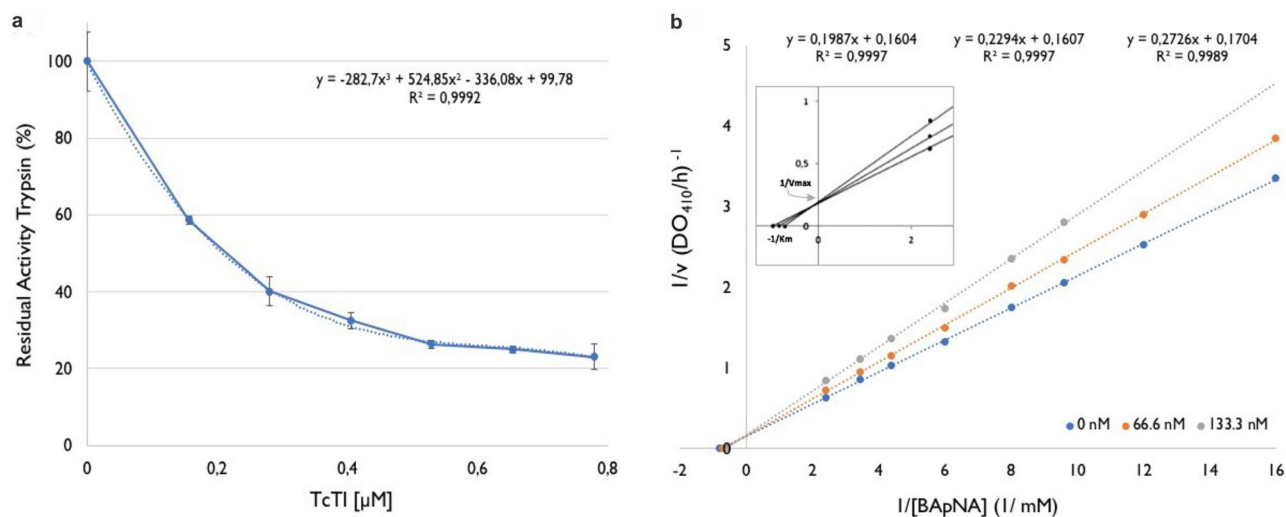 a
y = -282,7x³ + 524,85x² - 336,08x + 99,78
R² = 0,9992
Residual Activity Trypsin (%)
100
80
60
40
20
0
0
0,2
0,4
0,6
0,8
TcTI [µM]
b
y = 0,1987x + 0,1604
R² = 0,9997
y = 0,2294x + 0,1607
R² = 0,9997
y = 0,2726x + 0,1704
R² = 0,9989
1/v (DO₄₁₀/h) ⁻¹
5
4
3
2
1
0
1
0,5
0
1/Vmax
-1/Km
0
2
0 nM
66.6 nM
133.3 nM
-2
0
2
4
6
8
10
12
14
16
1/[BApNA] (1/ mM)